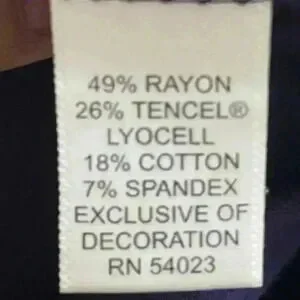 49% RAYON
26% TENCEL®
LYOCELL
18% COTTON
7% SPANDEX
EXCLUSIVE OF
DECORATION
RN 54023